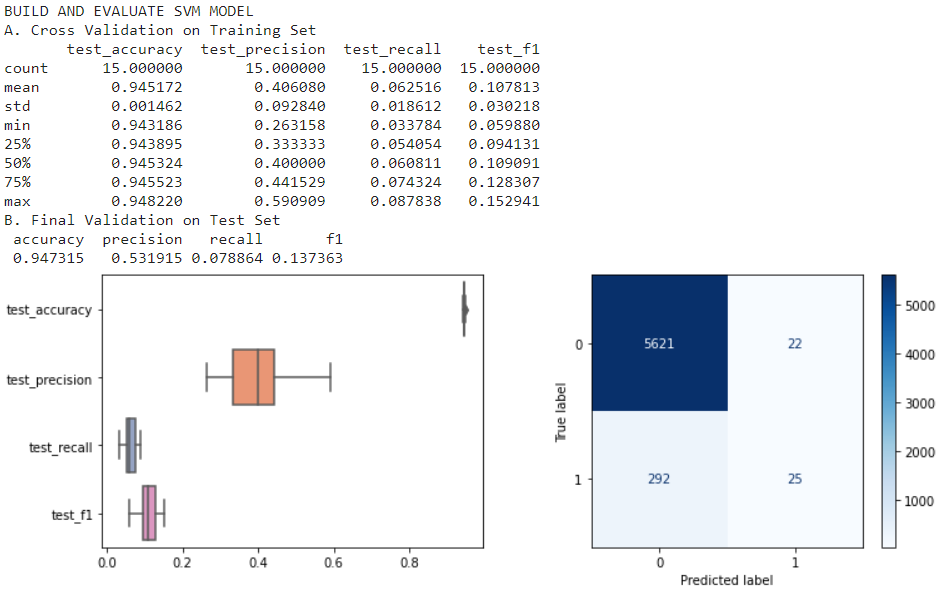 BUILD AND EVALUATE SVM MODEL
A. Cross Validation on Training Set
test_accuracy test_precision test_recall test_f1
count 15.000000 15.000000 15.000000 15.000000
mean 0.945172 0.406080 0.062516 0.107813
std 0.001462 0.092840 0.018612 0.030218
min 0.943186 0.263158 0.033784 0.059880
25% 0.943895 0.333333 0.054054 0.094131
50% 0.945324 0.400000 0.060811 0.109091
75% 0.945523 0.441529 0.074324 0.128307
max 0.948220 0.590909 0.087838 0.152941
B. Final Validation on Test Set
accuracy precision recall f1
0.947315 0.531915 0.078864 0.137363
test_accuracy
test_precision
test_recall
test_f1
0.0 0.2 0.4 0.6 0.8
True label
0
1
5621 22
292 25
0 1
Predicted label
5000
4000
3000
2000
1000